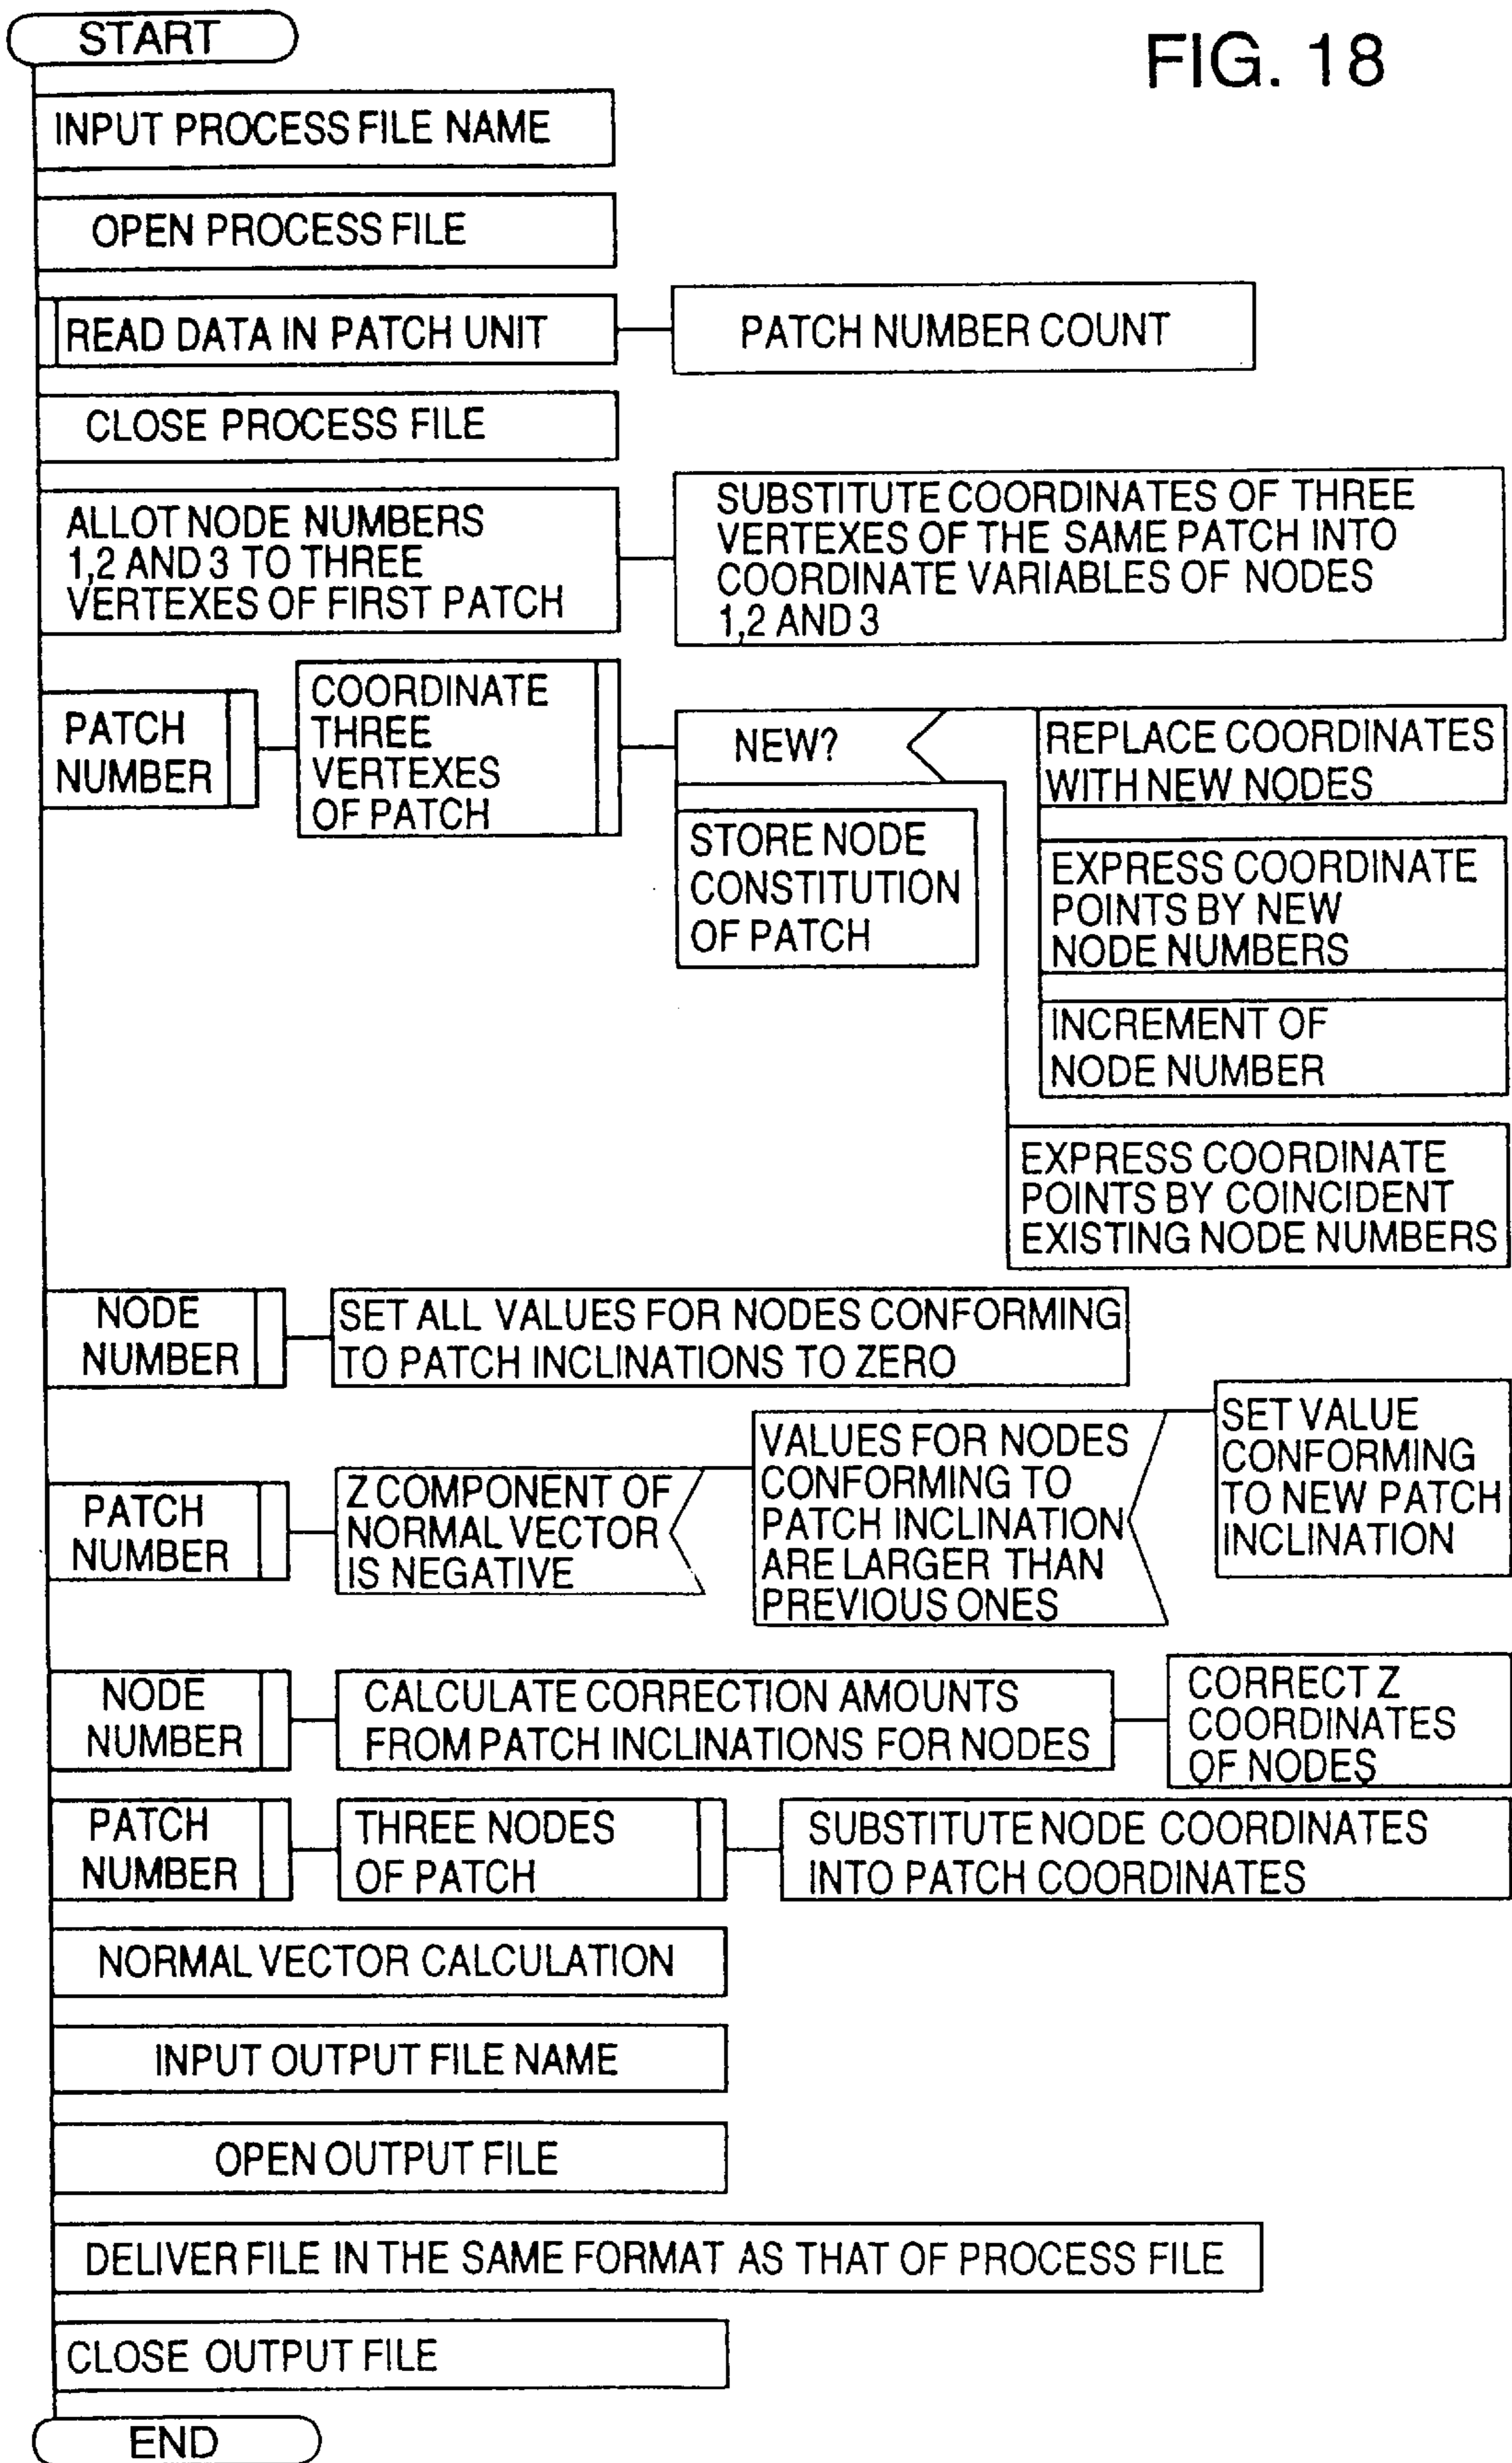 START
FIG. 18
INPUT PROCESS FILE NAME
OPEN PROCESS FILE
READ DATA IN PATCH UNIT
PATCH NUMBER COUNT
CLOSE PROCESS FILE
ALLOT NODE NUMBERS
1,2 AND 3 TO THREE
VERTEXES OF FIRST PATCH
SUBSTITUTE COORDINATES OF THREE
VERTEXES OF THE SAME PATCH INTO
COORDINATE VARIABLES OF NODES
1,2 AND 3
PATCH
NUMBER
COORDINATE
THREE
VERTEXES
OF PATCH
NEW?
STORE NODE
CONSTITUTION
OF PATCH
REPLACE COORDINATES
WITH NEW NODES
EXPRESS COORDINATE
POINTS BY NEW
NODE NUMBERS
INCREMENT OF
NODE NUMBER
EXPRESS COORDINATE
POINTS BY COINCIDENT
EXISTING NODE NUMBERS
NODE
NUMBER
SET ALL VALUES FOR NODES CONFORMING
TO PATCH INCLINATIONS TO ZERO
PATCH
NUMBER
Z COMPONENT OF
NORMAL VECTOR
IS NEGATIVE
VALUES FOR NODES
CONFORMING TO
PATCH INCLINATION
ARE LARGER THAN
PREVIOUS ONES
SET VALUE
CONFORMING
TO NEW PATCH
INCLINATION
NODE
NUMBER
CALCULATE CORRECTION AMOUNTS
FROM PATCH INCLINATIONS FOR NODES
CORRECT Z
COORDINATES
OF NODES
PATCH
NUMBER
THREE NODES
OF PATCH
SUBSTITUTE NODE COORDINATES
INTO PATCH COORDINATES
NORMAL VECTOR CALCULATION
INPUT OUTPUT FILE NAME
OPEN OUTPUT FILE
DELIVER FILE IN THE SAME FORMAT AS THAT OF PROCESS FILE
CLOSE OUTPUT FILE
END